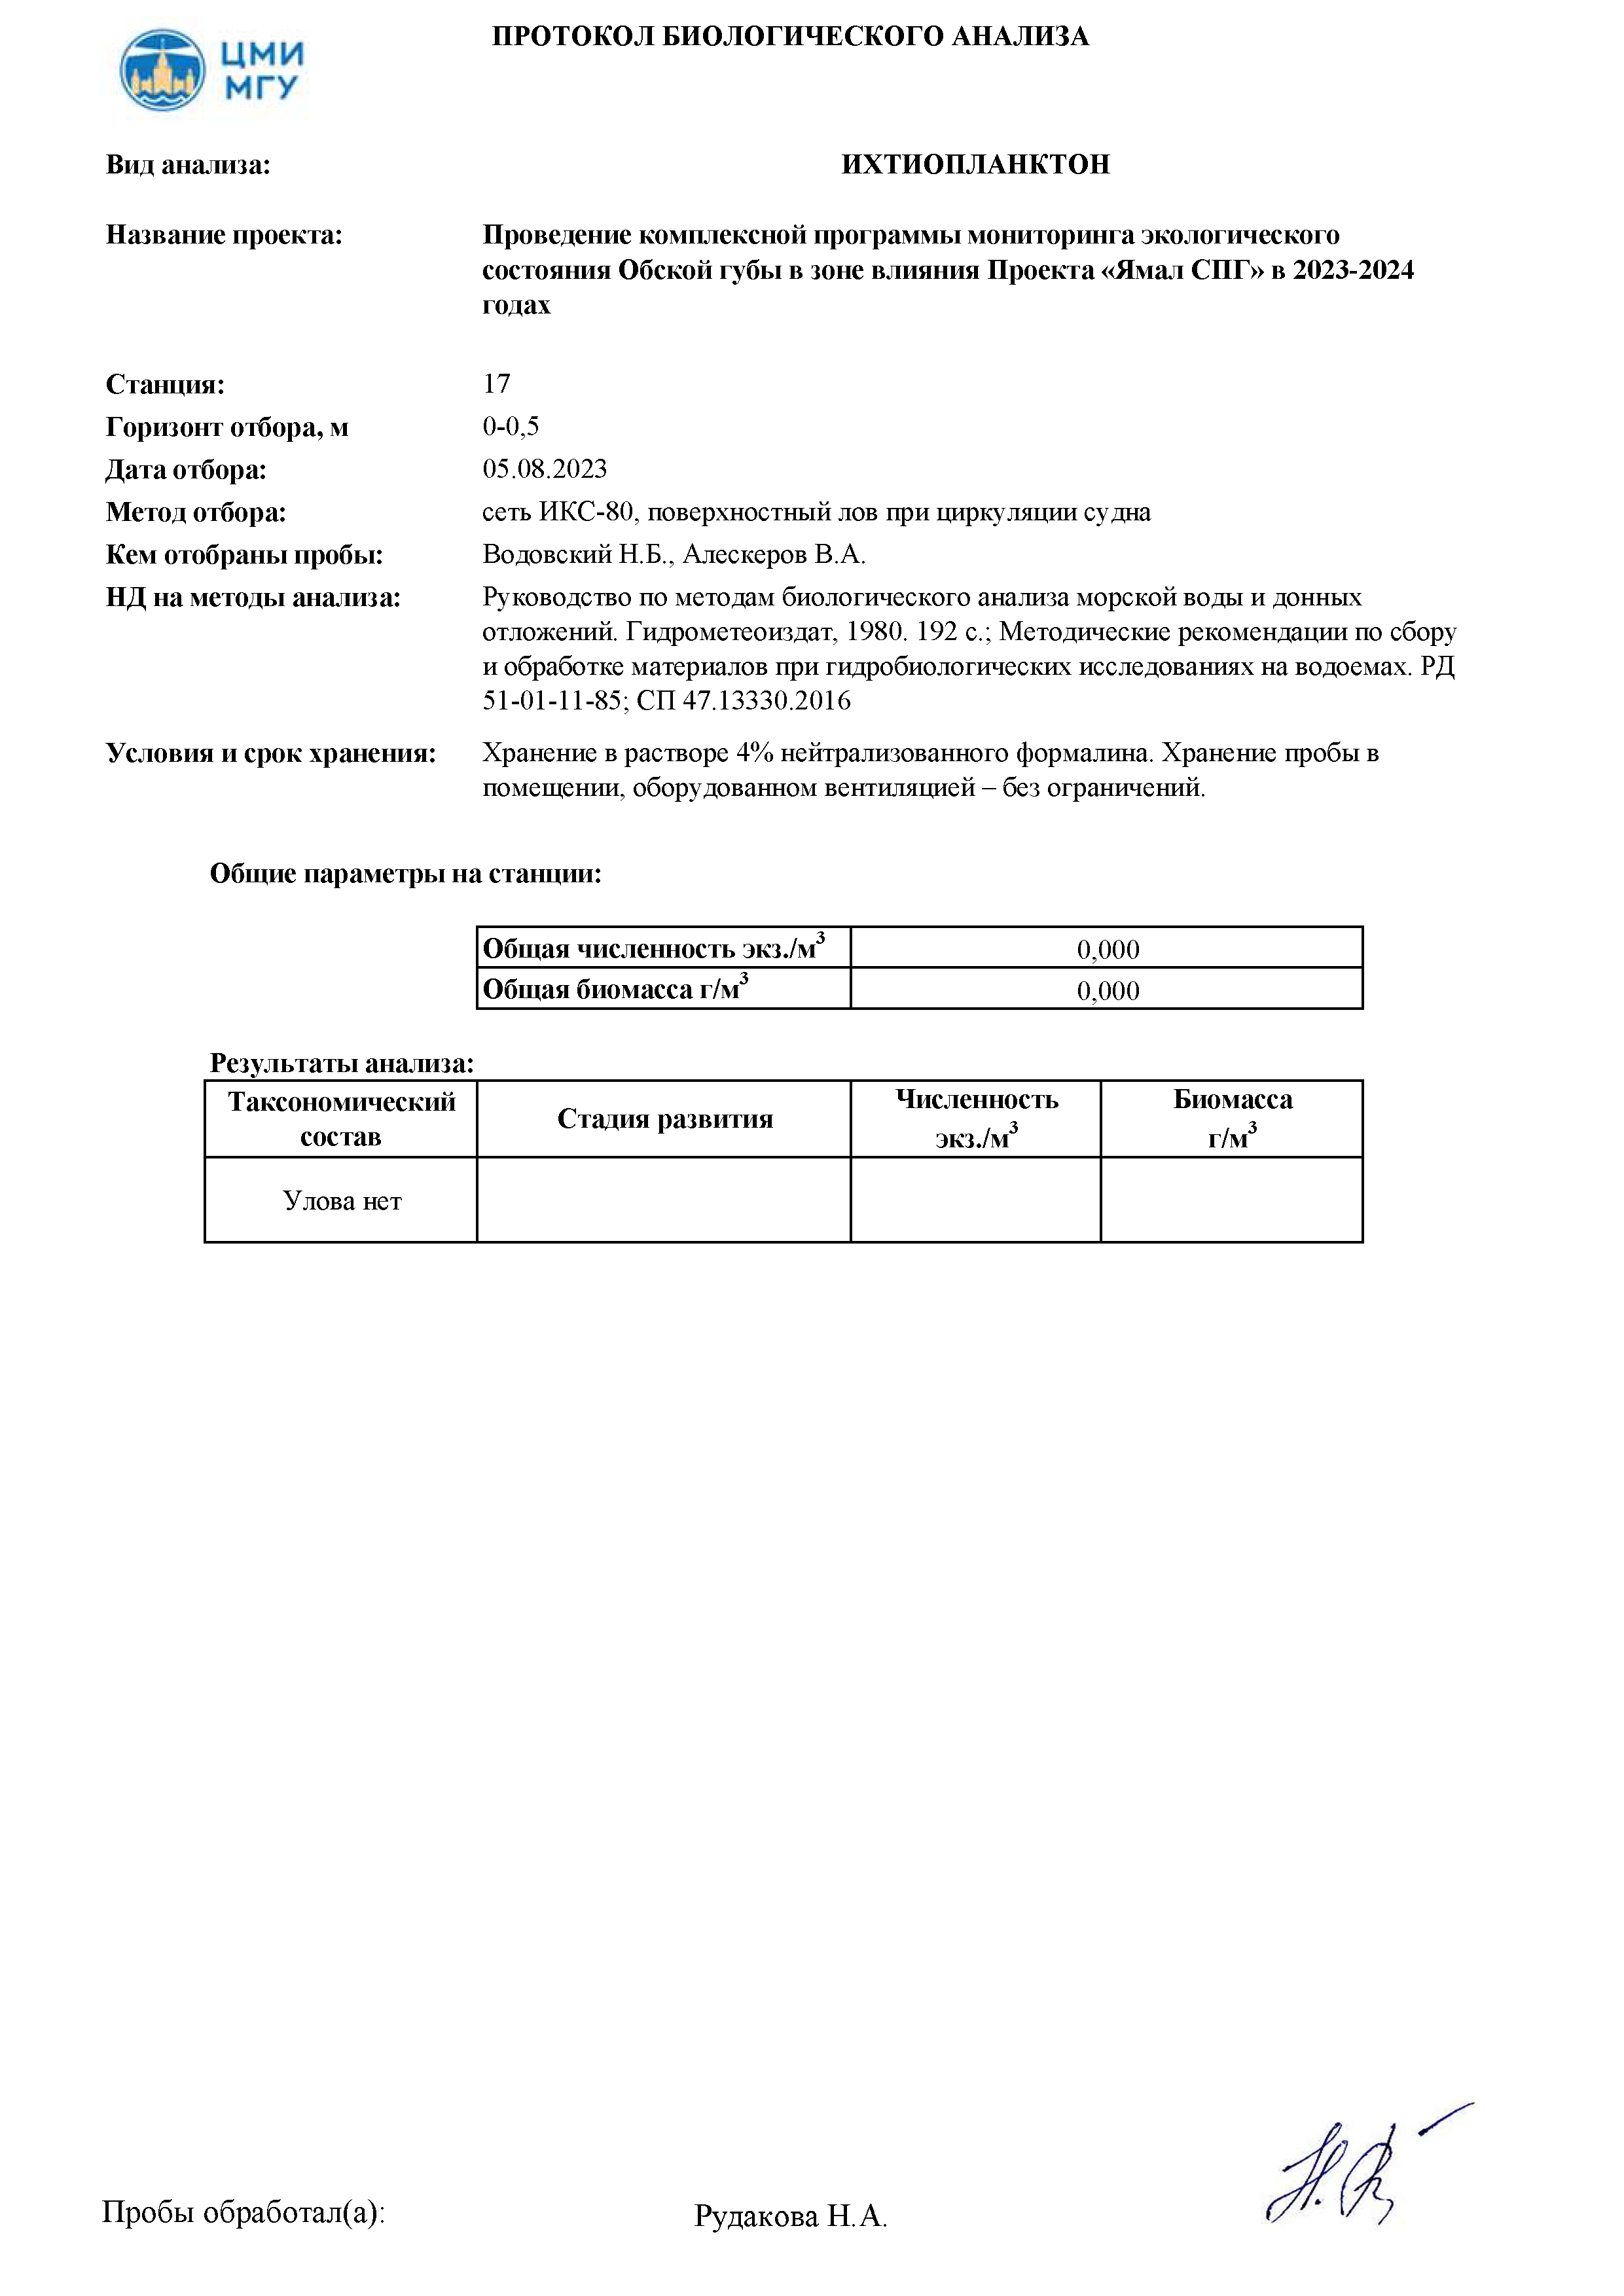 ЦМИ
МГУ
ПРОТОКОЛ БИОЛОГИЧЕСКОГО АНАЛИЗА
Вид анализа: ИХТИОПЛАНКТОН
Название проекта: Проведение комплексной программы мониторинга экологического
состояния Обской губы в зоне влияния Проекта «Ямал СПГ» в 2023-2024
годах
Станция: 17
Горизонт отбора, м 0-0,5
Дата отбора: 05.08.2023
Метод отбора: сеть ИКС-80, поверхностный лов при циркуляции судна
Кем отобраны пробы: Водовский Н.Б., Алескеров В.А.
НД на методы анализа: Руководство по методам биологического анализа морской воды и донных
отложений. Гидрометеоиздат, 1980. 192 с.; Методические рекомендации по сбору
и обработке материалов при гидробиологических исследованиях на водоемах. РД
51-01-11-85; СП 47.13330.2016
Условия и срок хранения: Хранение в растворе 4% нейтрализованного формалина. Хранение пробы в
помещении, оборудованном вентиляцией – без ограничений.
Общие параметры на станции:
Общая численность экз./м³ 0,000
Общая биомасса г/м³ 0,000
Результаты анализа:
Таксономический состав Стадия развития Численность экз./м³ Биомасса г/м³
Улова нет
Пробы обработал(а): Рудакова Н.А.